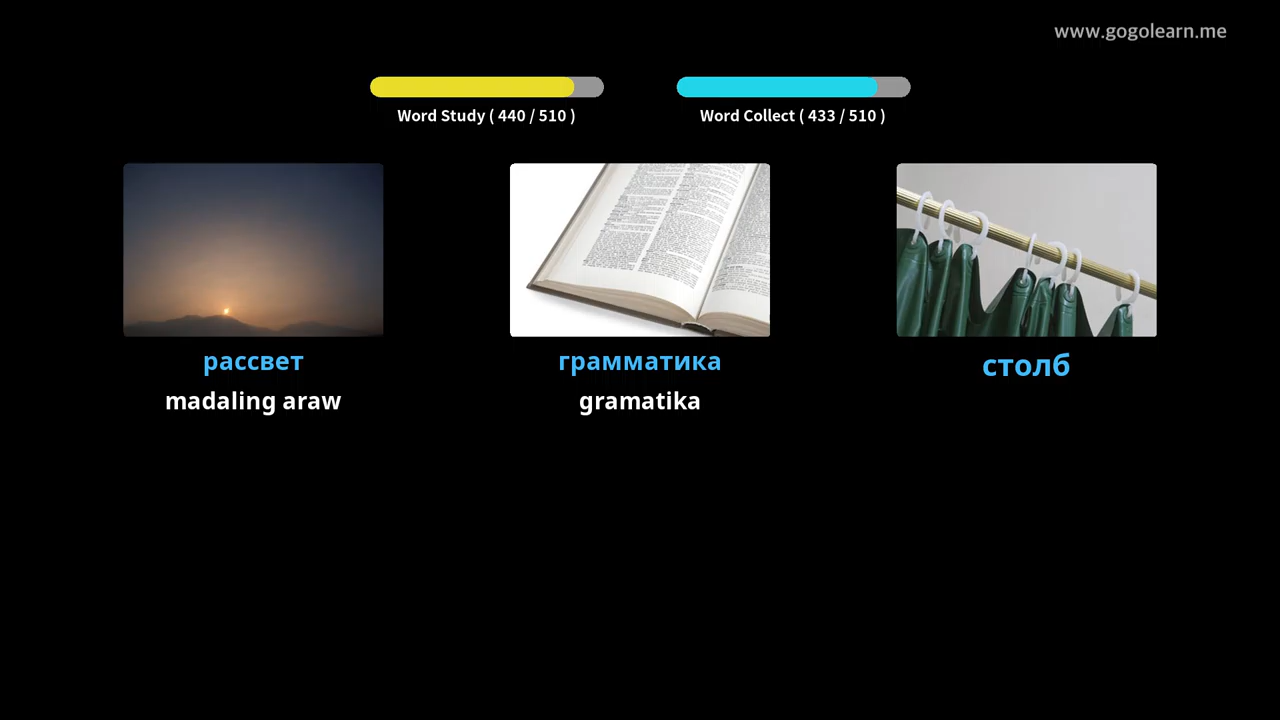 www.gogolearn.me
Word Study ( 440 / 510 )
Word Collect ( 433 / 510 )
рассвет
madaling araw
грамматика
gramatika
столб